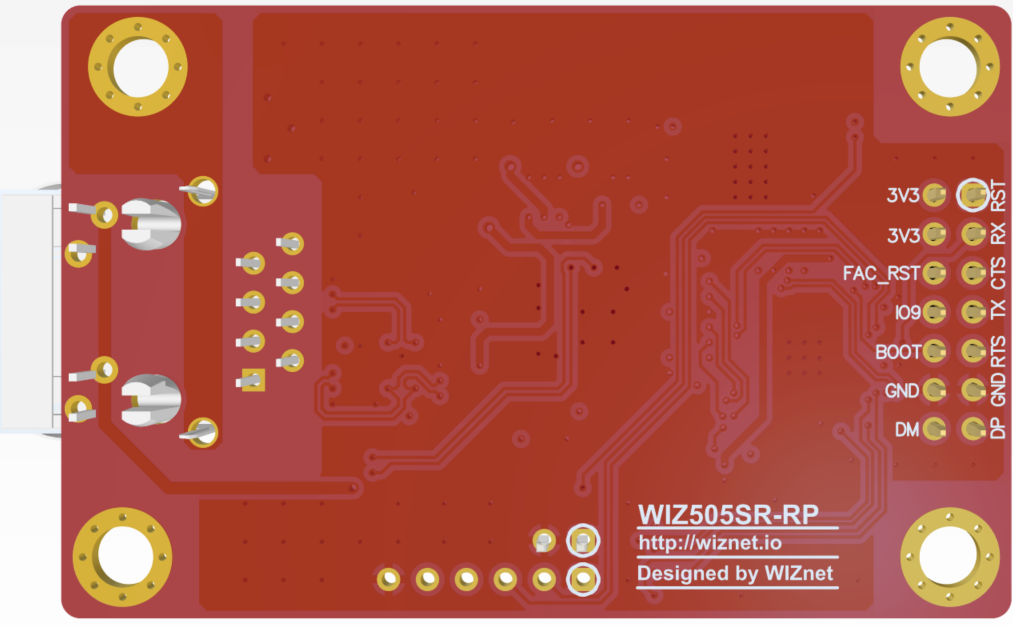 3V3 RST
3V3 RX
FAC_RST CTS
IO9 TX
BOOT RTS
GND GND
DM DP
WIZ505SR-RP
http://wiznet.io
Designed by WIZnet